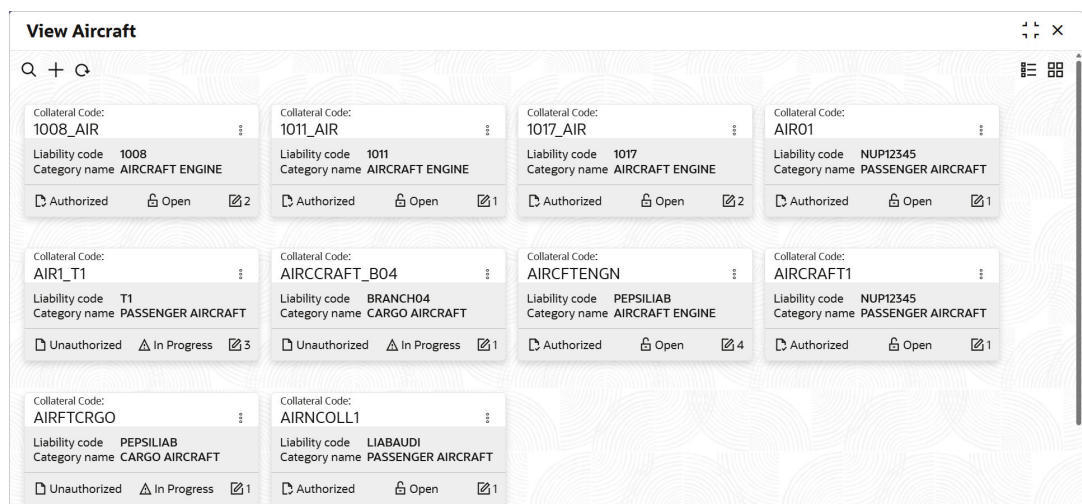 View Aircraft
Collateral Code:
1008_AIR
Liability code 1008
Category name AIRCRAFT ENGINE
Authorized Open 2
Collateral Code:
1011_AIR
Liability code 1011
Category name AIRCRAFT ENGINE
Authorized Open 1
Collateral Code:
1017_AIR
Liability code 1017
Category name AIRCRAFT ENGINE
Authorized Open 2
Collateral Code:
AIR01
Liability code NUP12345
Category name PASSENGER AIRCRAFT
Authorized Open 1
Collateral Code:
AIR1_T1
Liability code T1
Category name PASSENGER AIRCRAFT
Unauthorized In Progress 3
Collateral Code:
AIRCCRAFT_B04
Liability code BRANCH04
Category name CARGO AIRCRAFT
Unauthorized In Progress 1
Collateral Code:
AIRCFTENGN
Liability code PEPSILIAB
Category name AIRCRAFT ENGINE
Authorized Open 4
Collateral Code:
AIRCRAFT1
Liability code NUP12345
Category name PASSENGER AIRCRAFT
Authorized Open 1
Collateral Code:
AIRFTCRGO
Liability code PEPSILIAB
Category name CARGO AIRCRAFT
Unauthorized In Progress 1
Collateral Code:
AIRNCOLL1
Liability code LIABAUDI
Category name PASSENGER AIRCRAFT
Authorized Open 1